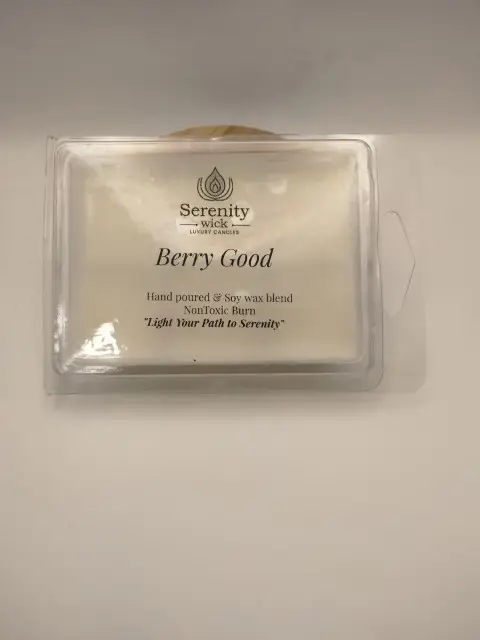 Serenity
wick
LUXURY CANDLES
Berry Good
Hand poured & Soy wax blend
NonToxic Burn
"Light Your Path to Serenity"